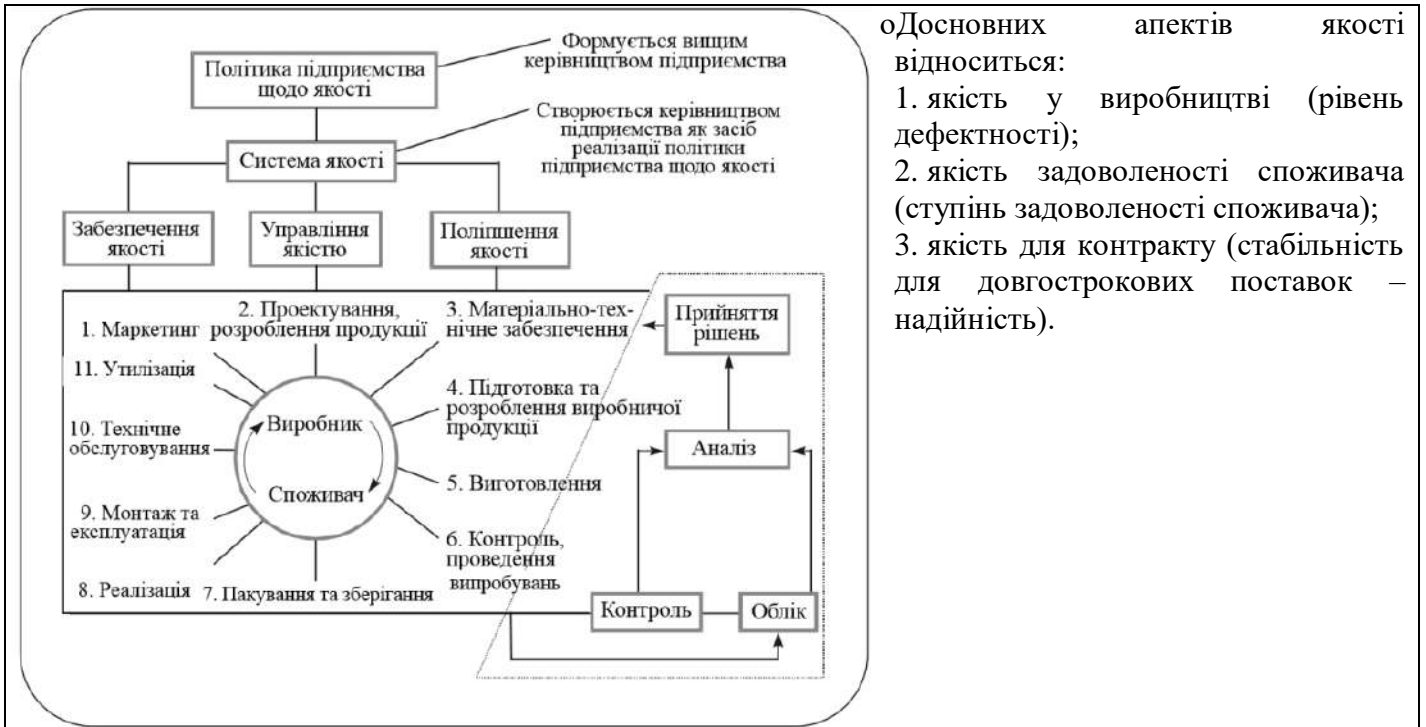 Політика підприємства
щодо якості
Формується вищим
керівництвом підприємства
Система якості
Створюється керівництвом
підприємства як засіб
реалізації політики
підприємства щодо якості
Забезпечення
якості
Управління
якістю
Поліпшення
якості
1. Маркетинг
2. Проектування,
розроблення продукції
3. Матеріально-тех-
нічне забезпечення
4. Підготовка та
розроблення виробничої
продукції
5. Виготовлення
6. Контроль,
проведення
випробувань
7. Пакування та зберігання
8. Реалізація
9. Монтаж та
експлуатація
10. Технічне
обслуговування
11. Утилізація
Виробник
Споживач
Прийняття
рішень
Аналіз
Контроль
Облік
оДосновних апектів якості
відноситься:
1. якість у виробництві (рівень
дефектності);
2. якість задоволеності споживача
(ступінь задоволеності споживача);
3. якість для контракту (стабільність
для довгострокових поставок –
надійність).